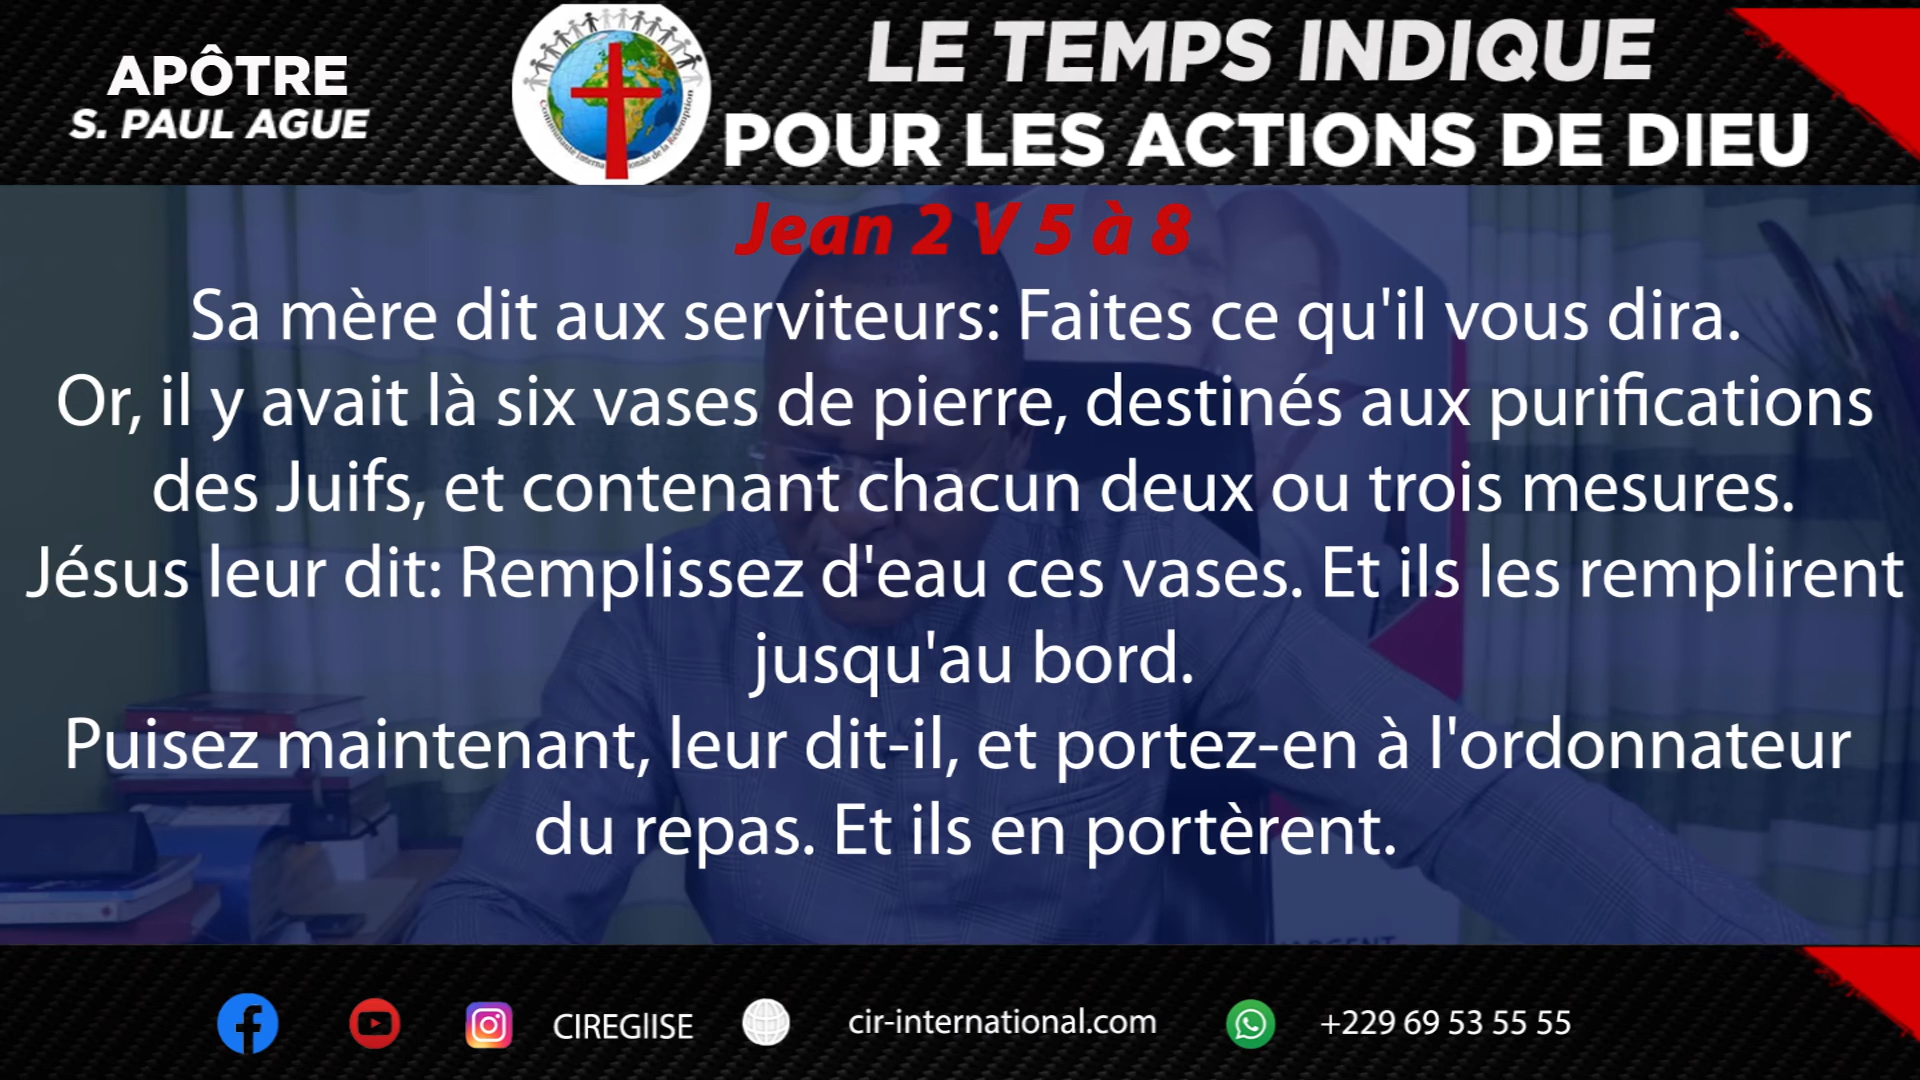 APÔTRE
S. PAUL AGUE
LE TEMPS INDIQUE
POUR LES ACTIONS DE DIEU
Jean 2 V 5 à 8
Sa mère dit aux serviteurs: Faites ce qu'il vous dira.
Or, il y avait là six vases de pierre, destinés aux purifications
des Juifs, et contenant chacun deux ou trois mesures.
Jésus leur dit: Remplissez d'eau ces vases. Et ils les remplirent
jusqu'au bord.
Puisez maintenant, leur dit-il, et portez-en à l'ordonnateur
du repas. Et ils en portèrent.
CIREGIISE
cir-international.com
+229 69 53 55 55